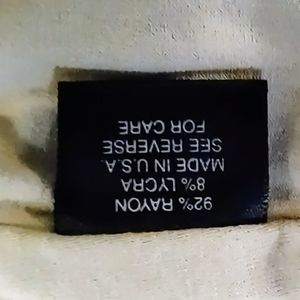 92% RAYON
8% LYCRA
MADE IN U.S.A.
SEE REVERSE
FOR CARE